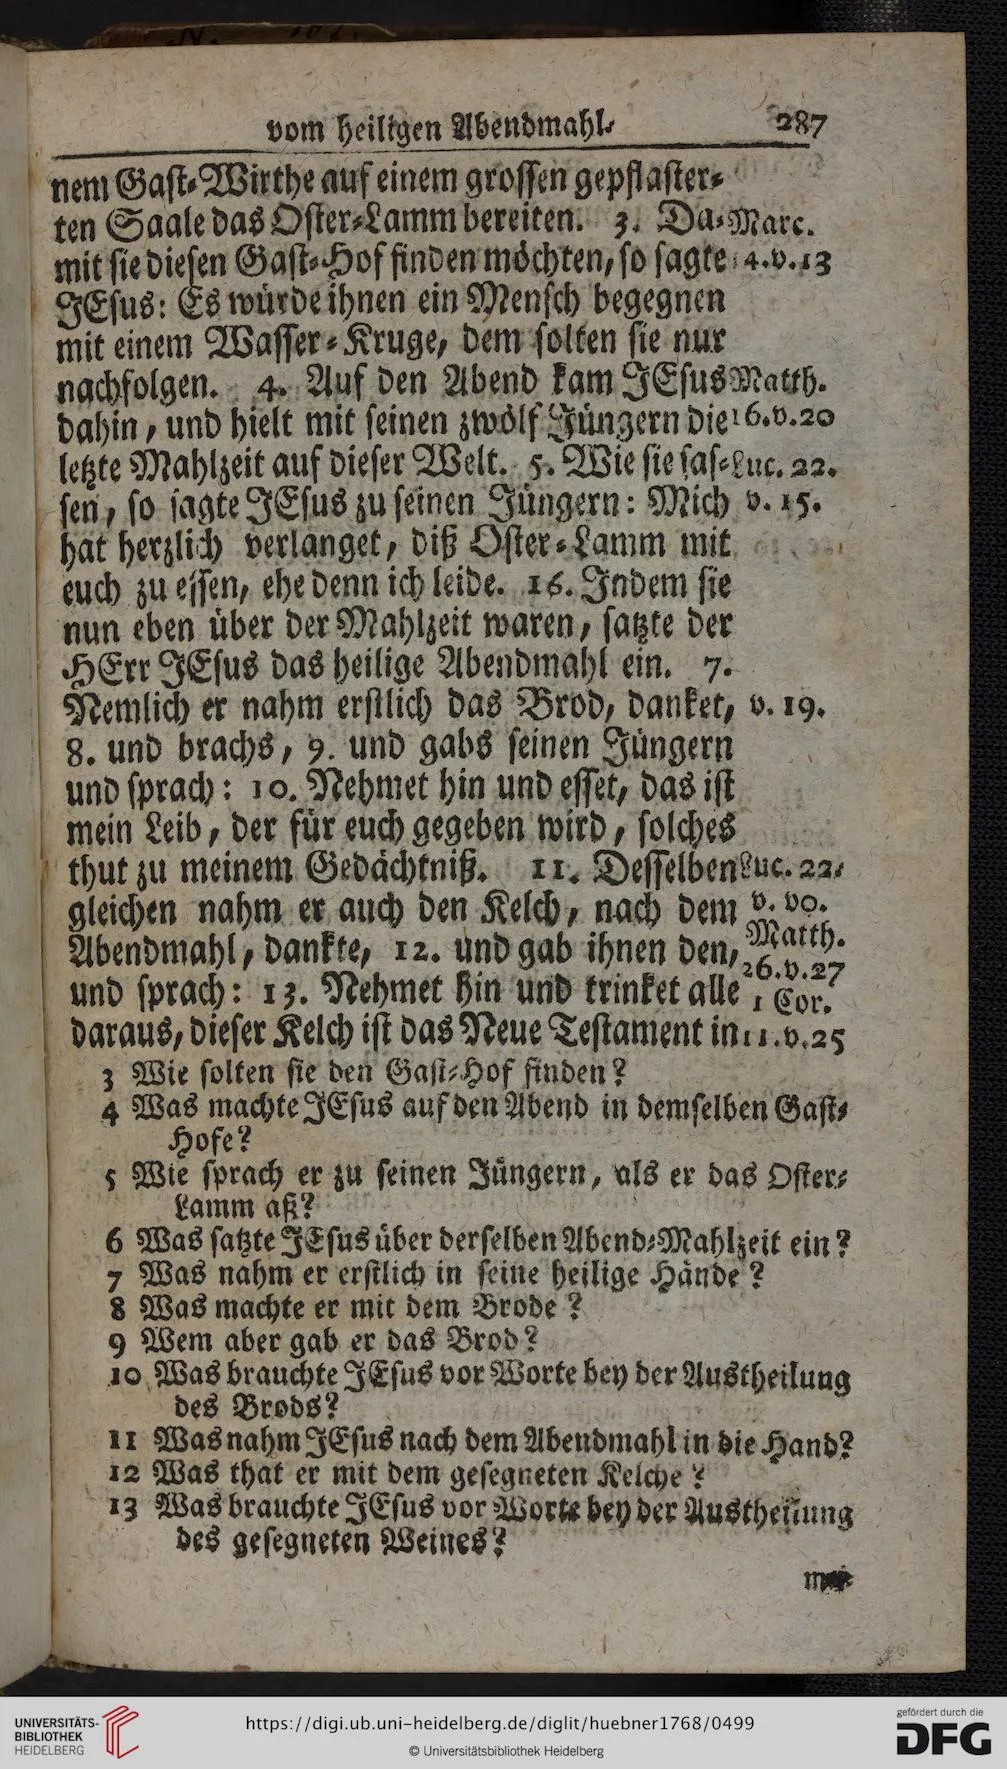 vom heiligen Abendmahl. 287
nem Gast-Wirthe auf einem grossen gepflaster-
ten Saale das Oster-Lamm bereiten. 3. Da- Marc.
mit sie diesen Gast-Hof finden möchten, so sagte 4.v.13
JEsus: Es würde ihnen ein Mensch begegnen
mit einem Wasser-Kruge, dem solten sie nur
nachfolgen. 4. Auf den Abend kam JEsus Matth.
dahin, und hielt mit seinen zwölf Jüngern die 16.v.20
letzte Mahlzeit auf dieser Welt. 5. Wie sie sas- Luc. 22.
sen, so sagte JEsus zu seinen Jüngern: Mich v. 15.
hat herzlich verlanget, diß Oster-Lamm mit
euch zu essen, ehe denn ich leide. 16. Indem sie
nun eben über der Mahlzeit waren, satzte der
HErr JEsus das heilige Abendmahl ein. 7.
Nemlich er nahm erstlich das Brod, danket, v. 19.
8. und brachs, 9. und gabs seinen Jüngern
und sprach: 10. Nehmet hin und esset, das ist
mein Leib, der für euch gegeben wird, solches
thut zu meinem Gedächtniß. 11. Desselben Luc. 22.
gleichen nahm er auch den Kelch, nach dem v. vo.
Abendmahl, dankte, 12. und gab ihnen den, Matth.
26.v.27
und sprach: 13. Nehmet hin und trinket alle 1 Cor.
daraus, dieser Kelch ist das Neue Testament in 11.v.25
3 Wie solten sie den Gast-Hof finden?
4 Was machte JEsus auf den Abend in demselben Gast-
Hofe?
5 Wie sprach er zu seinen Jüngern, als er das Oster-
Lamm aß?
6 Was satzte JEsus über derselben Abend-Mahlzeit ein?
7 Was nahm er erstlich in seine heilige Hände?
8 Was machte er mit dem Brode?
9 Wem aber gab er das Brod?
10 Was brauchte JEsus vor Worte bey der Austheilung
des Brods?
11 Was nahm JEsus nach dem Abendmahl in die Hand?
12 Was that er mit dem gesegneten Kelche?
13 Was brauchte JEsus vor Worte bey der Austheilung
des gesegneten Weines?
UNIVERSITÄTS-
BIBLIOTHEK
HEIDELBERG
https://digi.ub.uni-heidelberg.de/diglit/huebner1768/0499
© Universitätsbibliothek Heidelberg
gefördert durch die
DFG